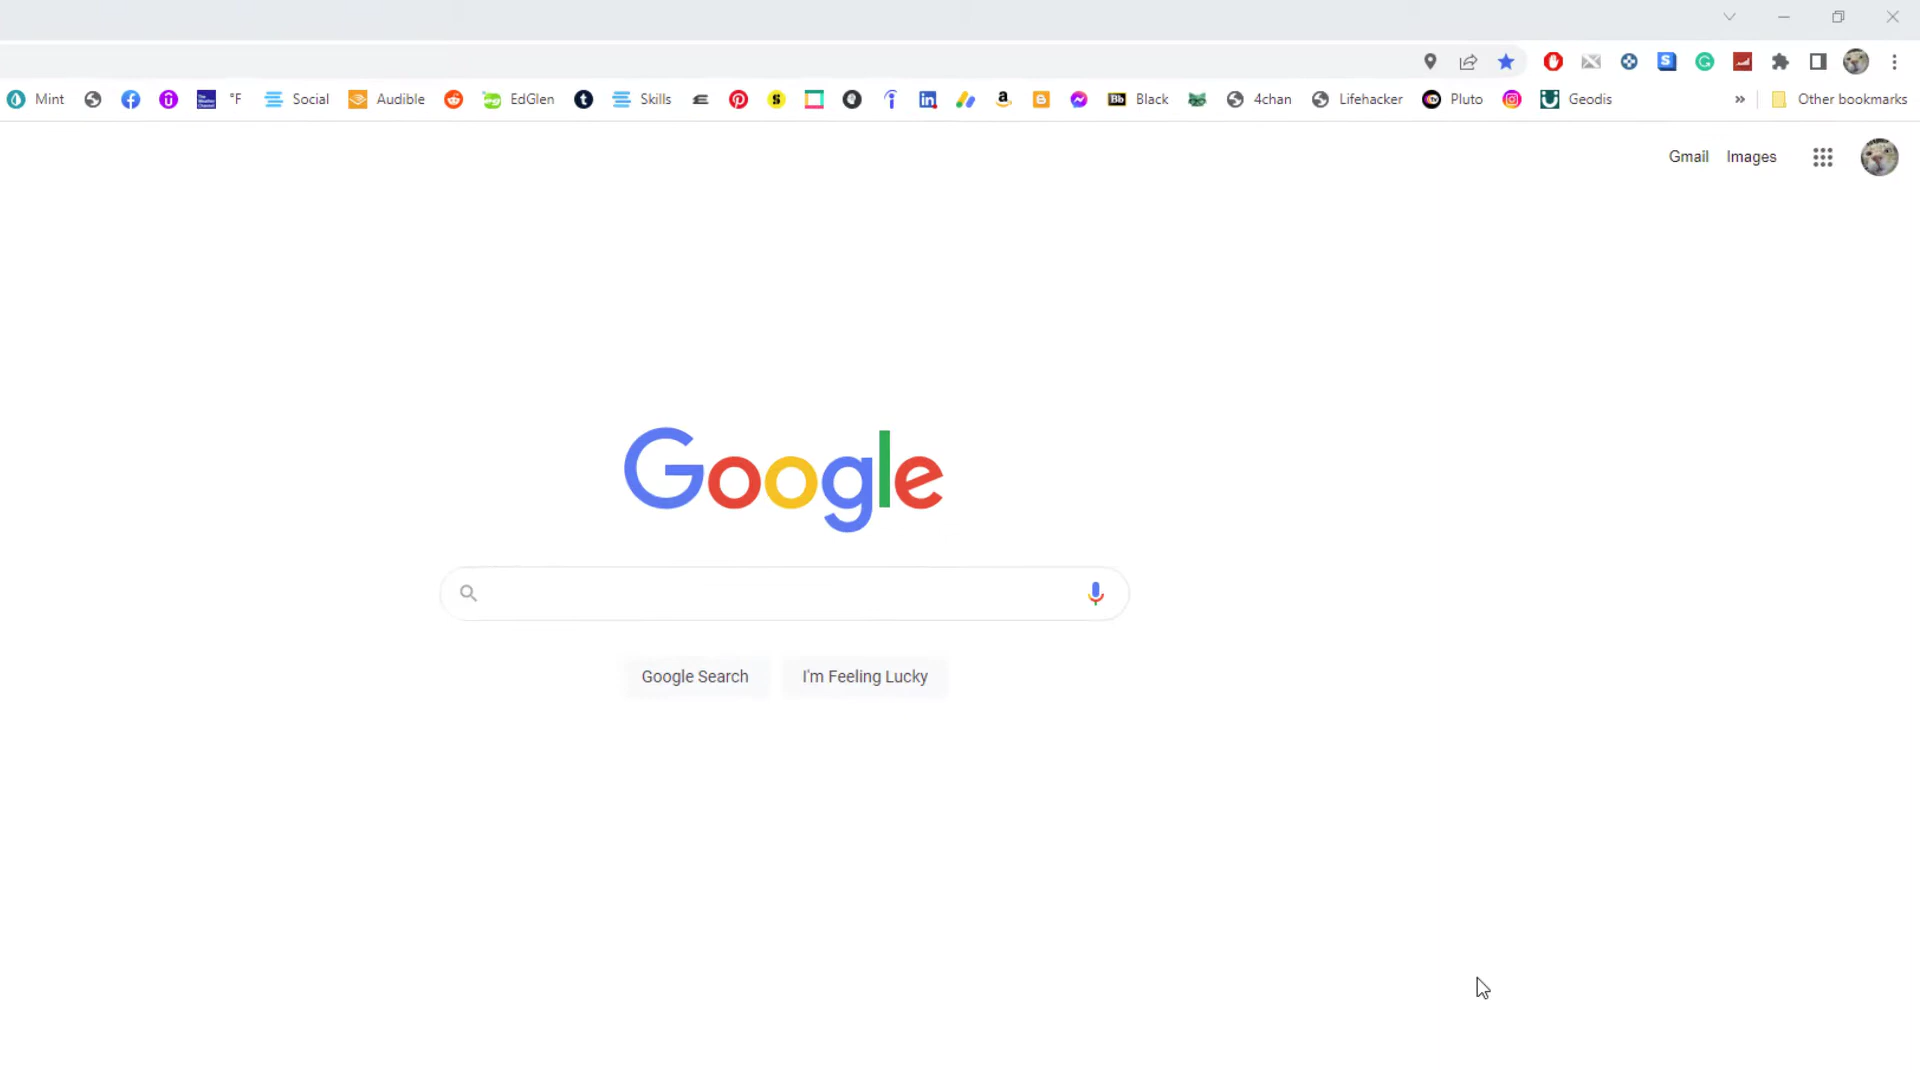 Mint °F Social Audible EdGlen Skills Bb Black 4chan Lifehacker Pluto Geodis » Other bookmarks
Gmail Images
Google
Google Search I'm Feeling Lucky